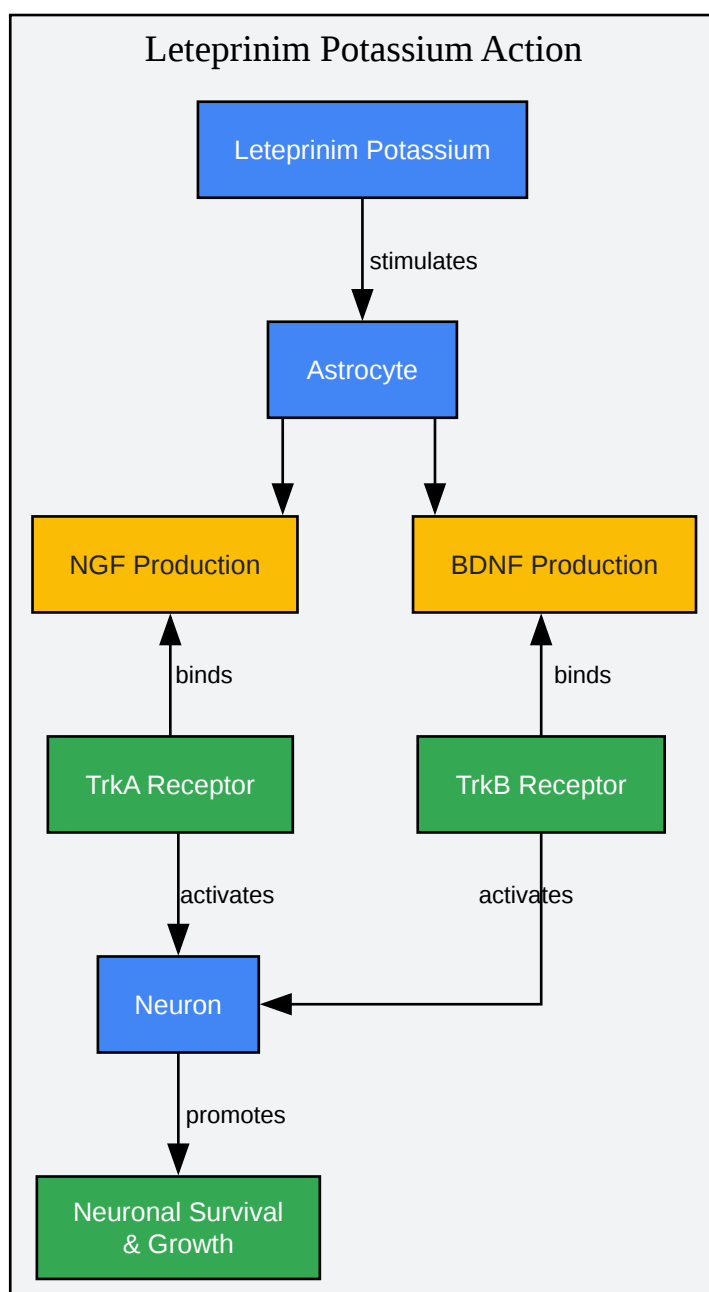 Leteprinim Potassium Action
Leteprinim Potassium
stimulates
Astrocyte
NGF Production
BDNF Production
binds
binds
TrkA Receptor
TrkB Receptor
activates
activates
Neuron
promotes
Neuronal Survival
& Growth